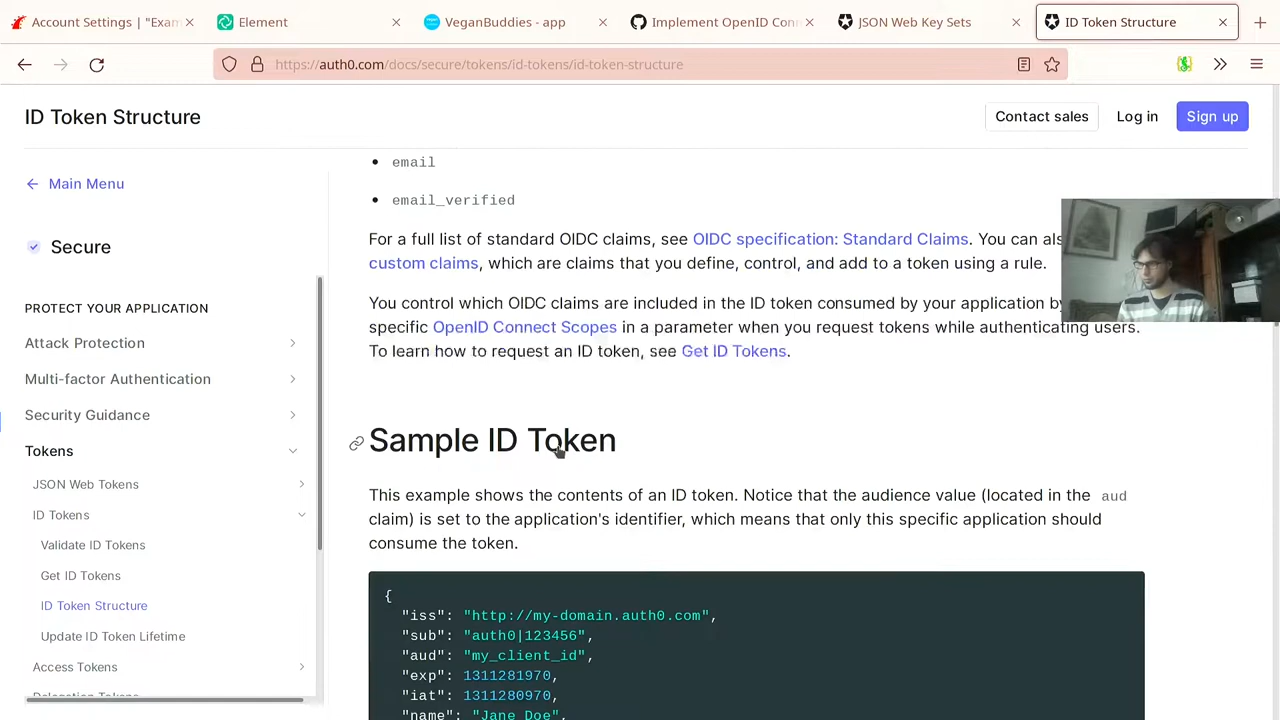 Account Settings | "Exam
Element
VeganBuddies - app
Implement OpenID Conn
JSON Web Key Sets
ID Token Structure
https://auth0.com/docs/secure/tokens/id-tokens/id-token-structure
ID Token Structure
Contact sales
Log in
Sign up
Main Menu
Secure
PROTECT YOUR APPLICATION
Attack Protection
Multi-factor Authentication
Security Guidance
Tokens
JSON Web Tokens
ID Tokens
Validate ID Tokens
Get ID Tokens
ID Token Structure
Update ID Token Lifetime
Access Tokens
Delegation Tokens
email
email_verified
For a full list of standard OIDC claims, see OIDC specification: Standard Claims. You can als
custom claims, which are claims that you define, control, and add to a token using a rule.
You control which OIDC claims are included in the ID token consumed by your application by
specific OpenID Connect Scopes in a parameter when you request tokens while authenticating users.
To learn how to request an ID token, see Get ID Tokens.
Sample ID Token
This example shows the contents of an ID token. Notice that the audience value (located in the aud
claim) is set to the application's identifier, which means that only this specific application should
consume the token.
{
"iss": "http://my-domain.auth0.com",
"sub": "auth0|123456",
"aud": "my_client_id",
"exp": 1311281970,
"iat": 1311280970,
"name": "Jane Doe",